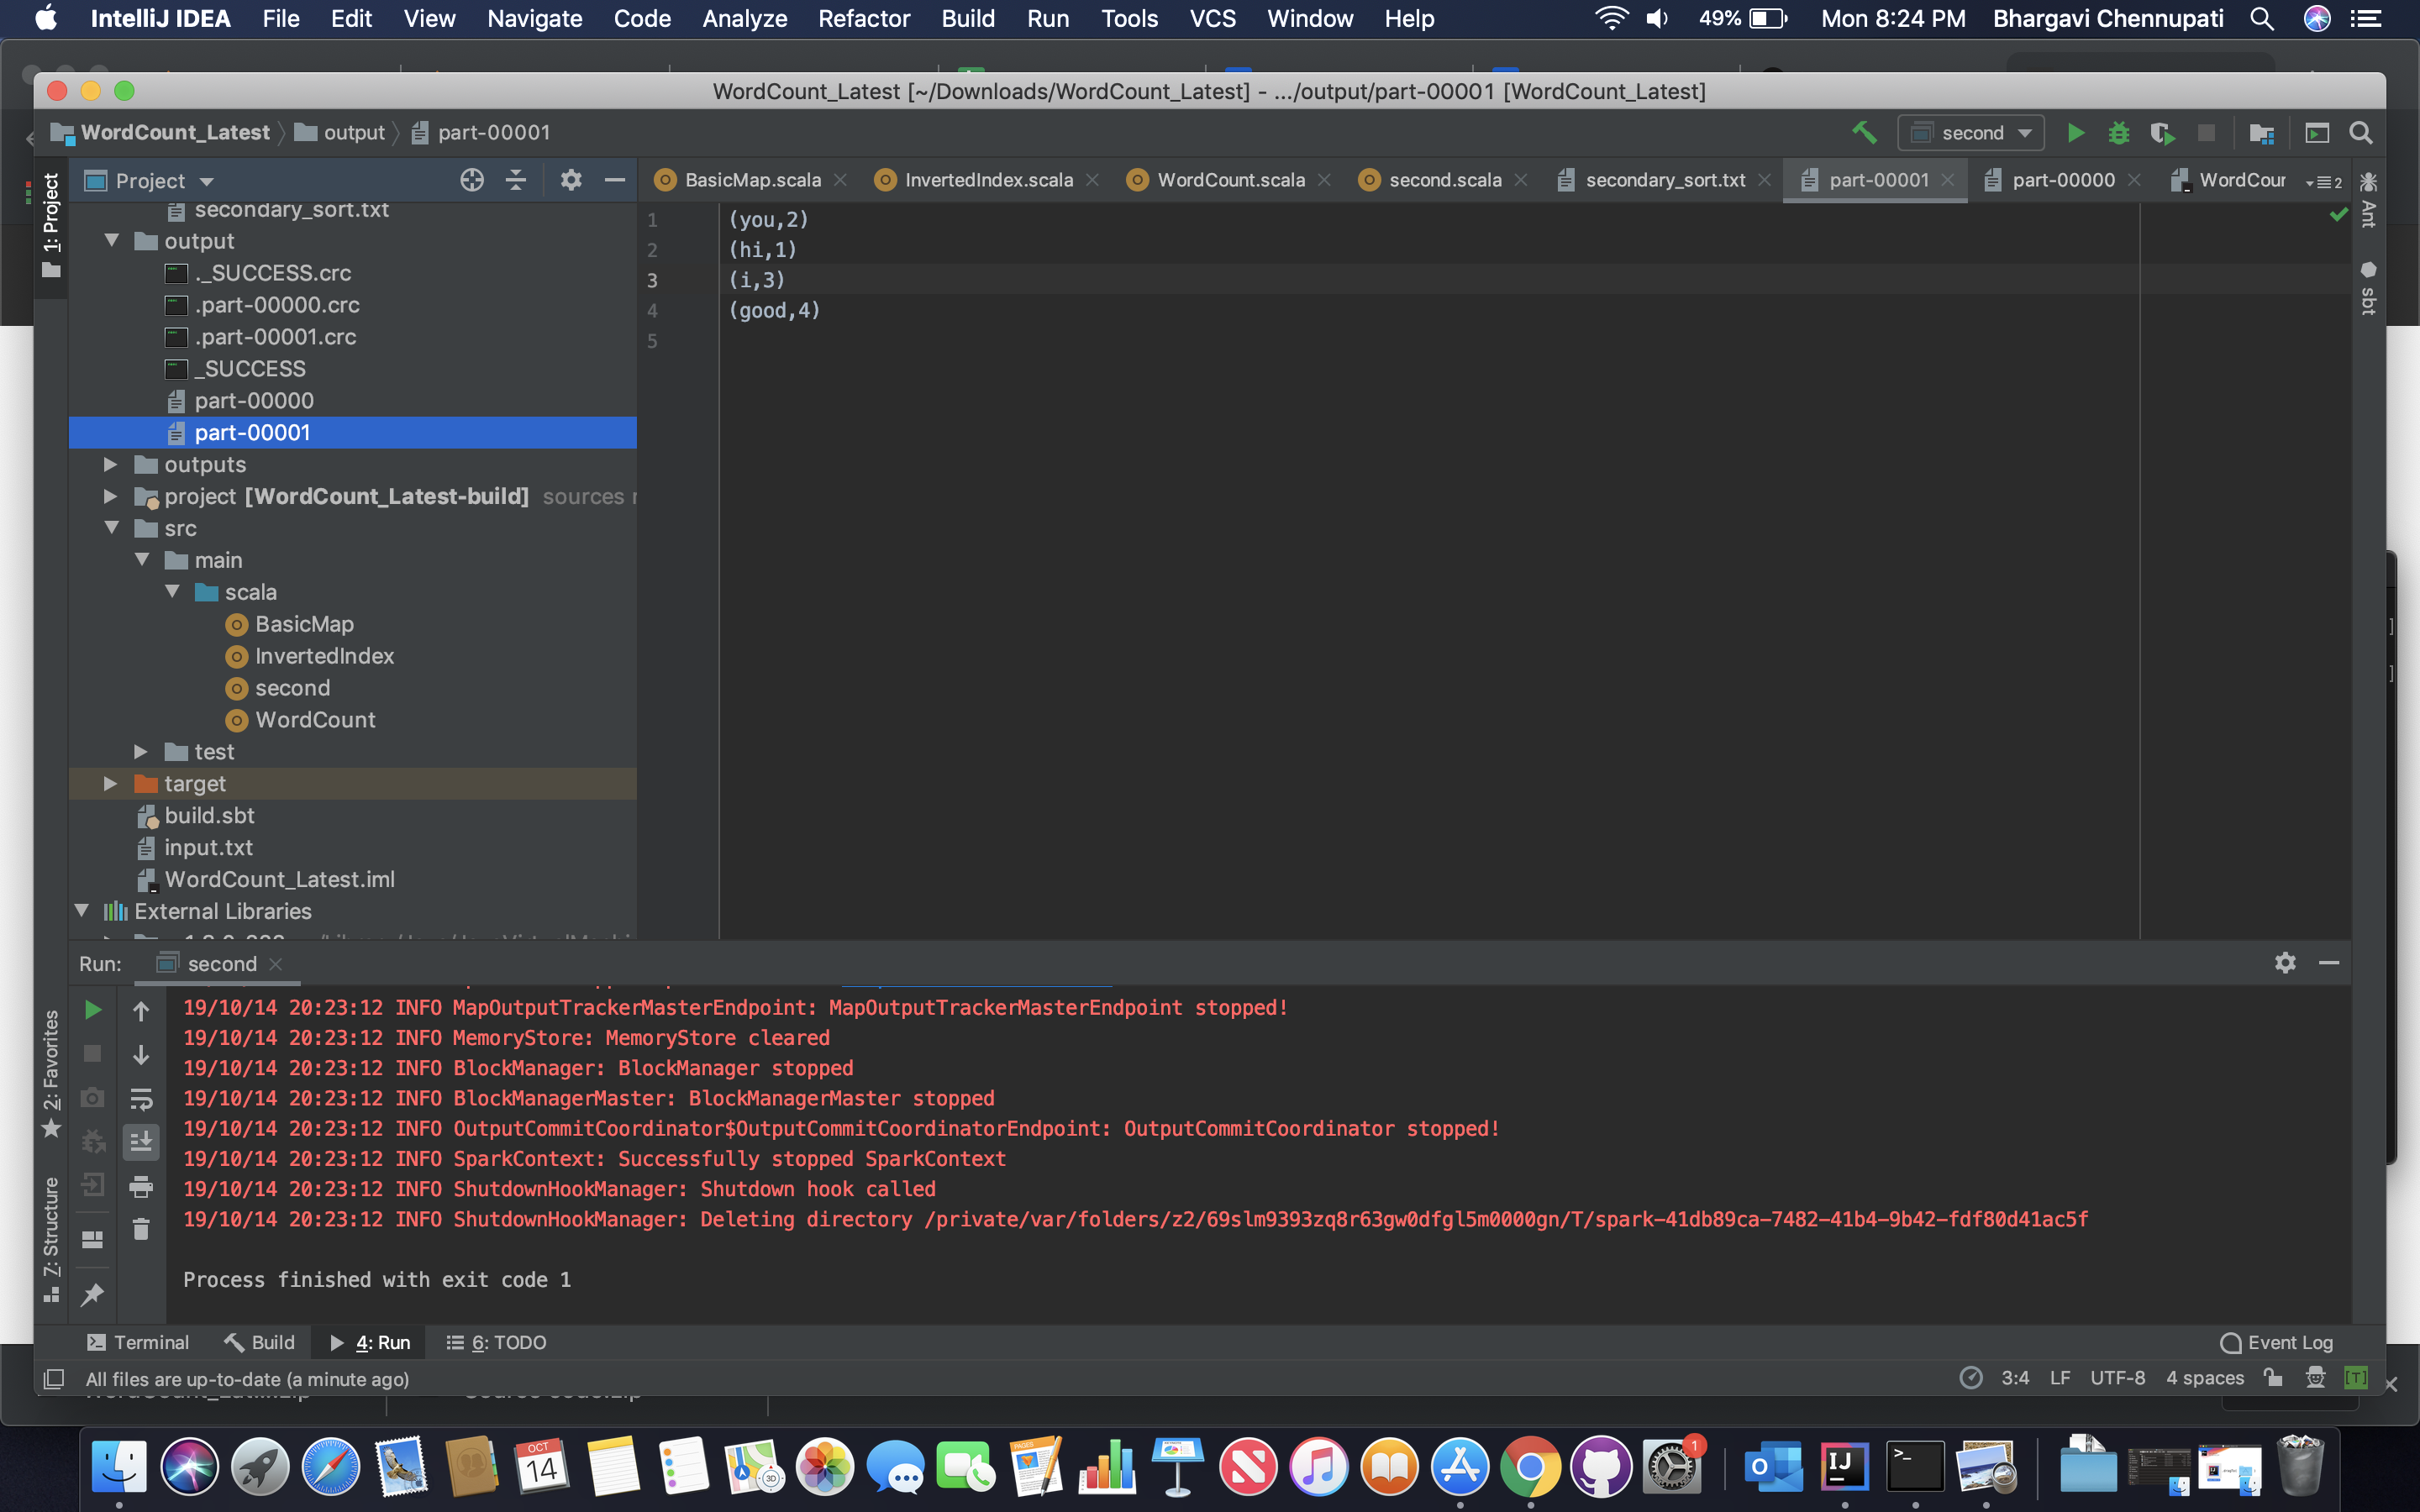 IntelliJ IDEA File Edit View Navigate Code Analyze Refactor Build Run Tools VCS Window Help 49% Mon 8:24 PM Bhargavi Chennupati
WordCount_Latest [~/Downloads/WordCount_Latest] - .../output/part-00001 [WordCount_Latest]
WordCount_Latest output part-00001 second
Project BasicMap.scala InvertedIndex.scala WordCount.scala second.scala secondary_sort.txt part-00001 part-00000 WordCour 2
1: Project
Ant
sbt
secondary_sort.txt
output
._SUCCESS.crc
.part-00000.crc
.part-00001.crc
_SUCCESS
part-00000
part-00001
outputs
project [WordCount_Latest-build] sources r
src
main
scala
BasicMap
InvertedIndex
second
WordCount
test
target
build.sbt
input.txt
WordCount_Latest.iml
External Libraries
1 (you,2)
2 (hi,1)
3 (i,3)
4 (good,4)
5
Run: second
2: Favorites
7: Structure
19/10/14 20:23:12 INFO MapOutputTrackerMasterEndpoint: MapOutputTrackerMasterEndpoint stopped!
19/10/14 20:23:12 INFO MemoryStore: MemoryStore cleared
19/10/14 20:23:12 INFO BlockManager: BlockManager stopped
19/10/14 20:23:12 INFO BlockManagerMaster: BlockManagerMaster stopped
19/10/14 20:23:12 INFO OutputCommitCoordinator$OutputCommitCoordinatorEndpoint: OutputCommitCoordinator stopped!
19/10/14 20:23:12 INFO SparkContext: Successfully stopped SparkContext
19/10/14 20:23:12 INFO ShutdownHookManager: Shutdown hook called
19/10/14 20:23:12 INFO ShutdownHookManager: Deleting directory /private/var/folders/z2/69slm9393zq8r63gw0dfgl5m0000gn/T/spark-41db89ca-7482-41b4-9b42-fdf80d41ac5f
Process finished with exit code 1
Terminal Build 4: Run 6: TODO Event Log
All files are up-to-date (a minute ago) 3:4 LF UTF-8 4 spaces [T]
OCT
14
PAGES
3D
1
IJ